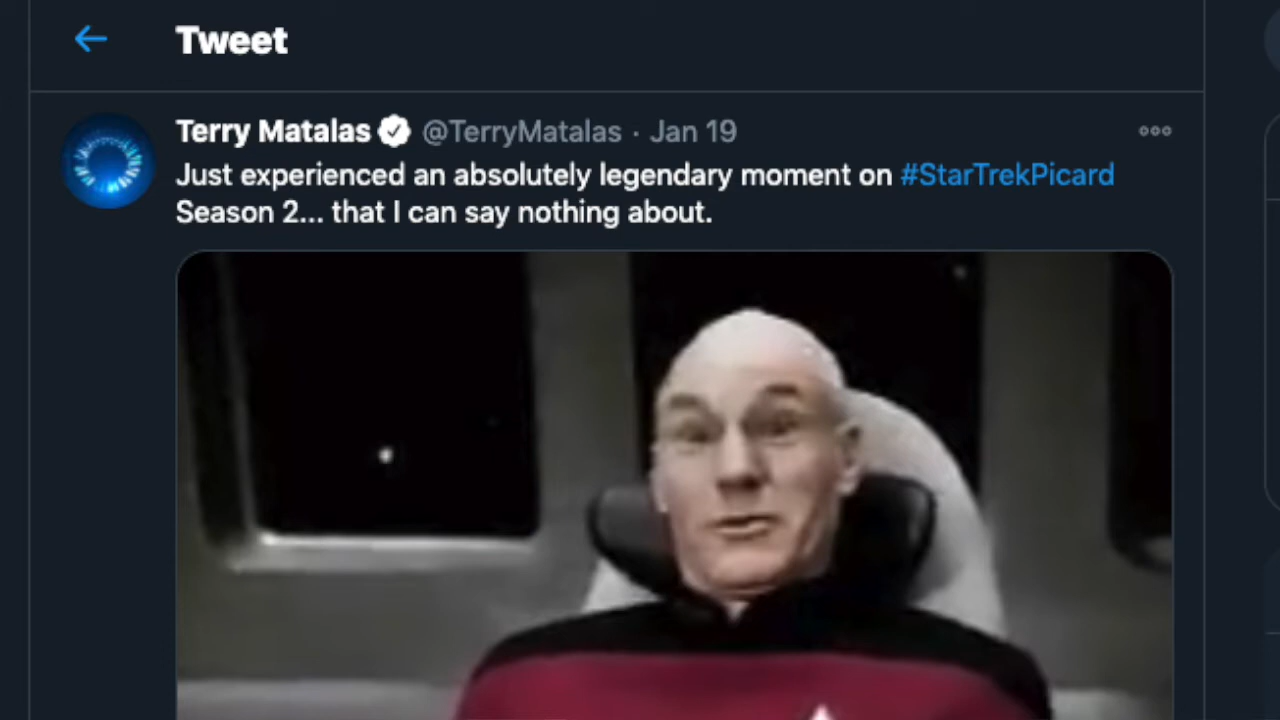 Tweet
Terry Matalas @TerryMatalas · Jan 19
Just experienced an absolutely legendary moment on #StarTrekPicard
Season 2... that I can say nothing about.